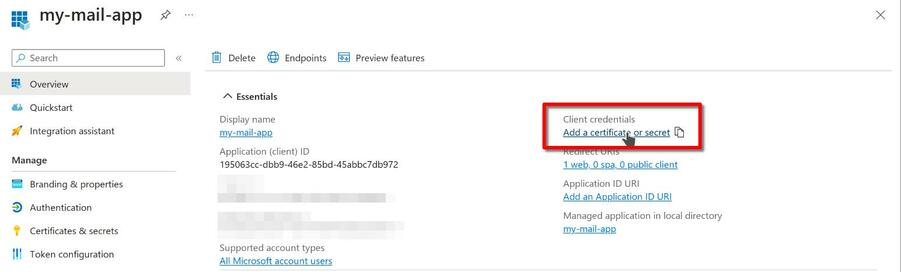 my-mail-app
Search
Delete
Endpoints
Preview features
Overview
Quickstart
Integration assistant
Manage
Branding & properties
Authentication
Certificates & secrets
Token configuration
Essentials
Display name
my-mail-app
Application (client) ID
195063cc-dbb9-46e2-85bd-45abbc7db972
Supported account types
All Microsoft account users
Client credentials
Add a certificate or secret
Redirect URIs
1 web, 0 spa, 0 public client
Application ID URI
Add an Application ID URI
Managed application in local directory
my-mail-app